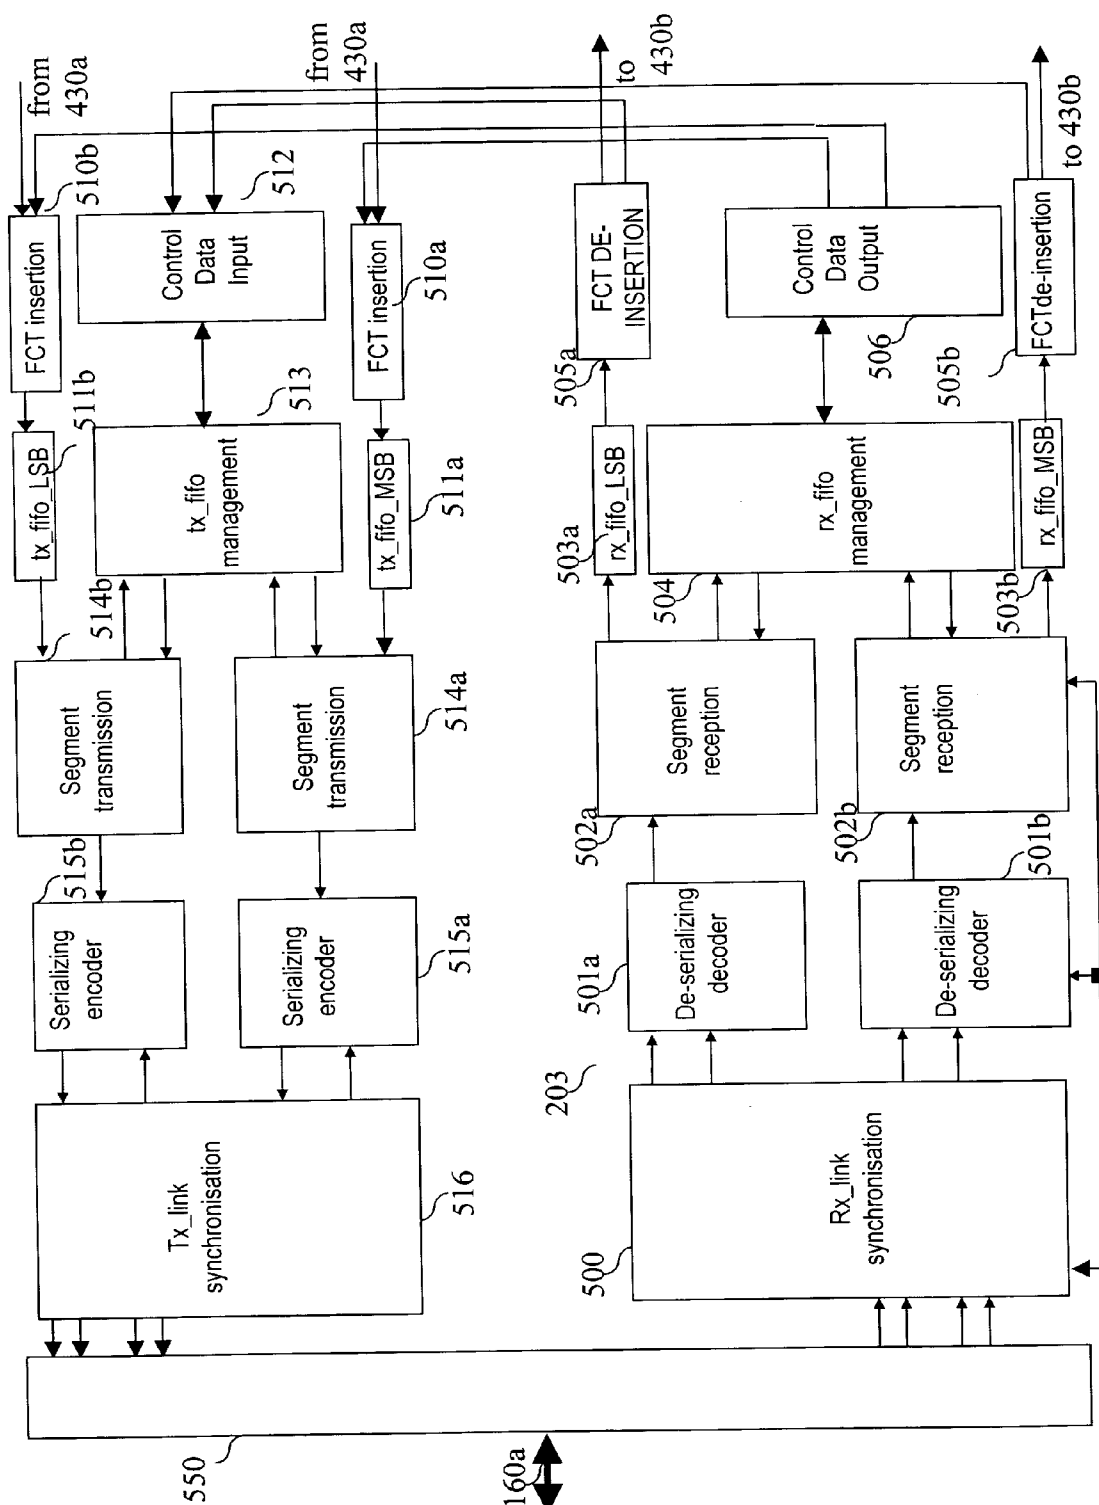 from
430a
510b
FCT insertion
511b
tx_fifo_LSB
514b
Segment
transmission
515b
Serializing
encoder
512
Control
Data
Input
513
tx_fifo
management
Tx_link
synchronisation
516
from
430a
FCT insertion
510a
tx_fifo_MSB
511a
Segment
transmission
514a
Serializing
encoder
515a
550
160a
203
to
430b
FCT DE-
INSERTION
505a
rx_fifo_LSB
503a
Segment
reception
502a
De-serializing
decoder
501a
Control
Data
Output
506
rx_fifo
management
504
Rx_link
synchronisation
500
to 430b
FCTde-insertion
505b
rx_fifo_MSB
503b
Segment
reception
502b
De-serializing
decoder
501b